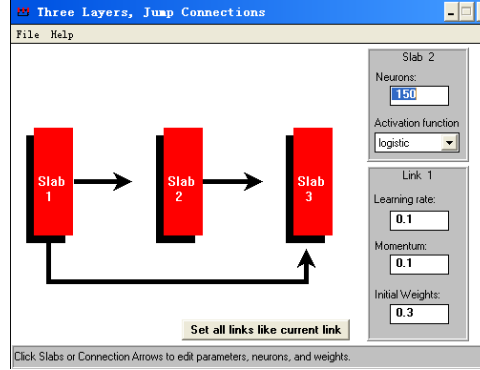 Three Layers, Jump Connections
File Help
Slab 2
Neurons:
150
Activation function
logistic
Slab 1
Slab 2
Slab 3
Link 1
Learning rate:
0.1
Momentum:
0.1
Initial Weights:
0.3
Set all links like current link
Click Slabs or Connection Arrows to edit parameters, neurons, and weights.